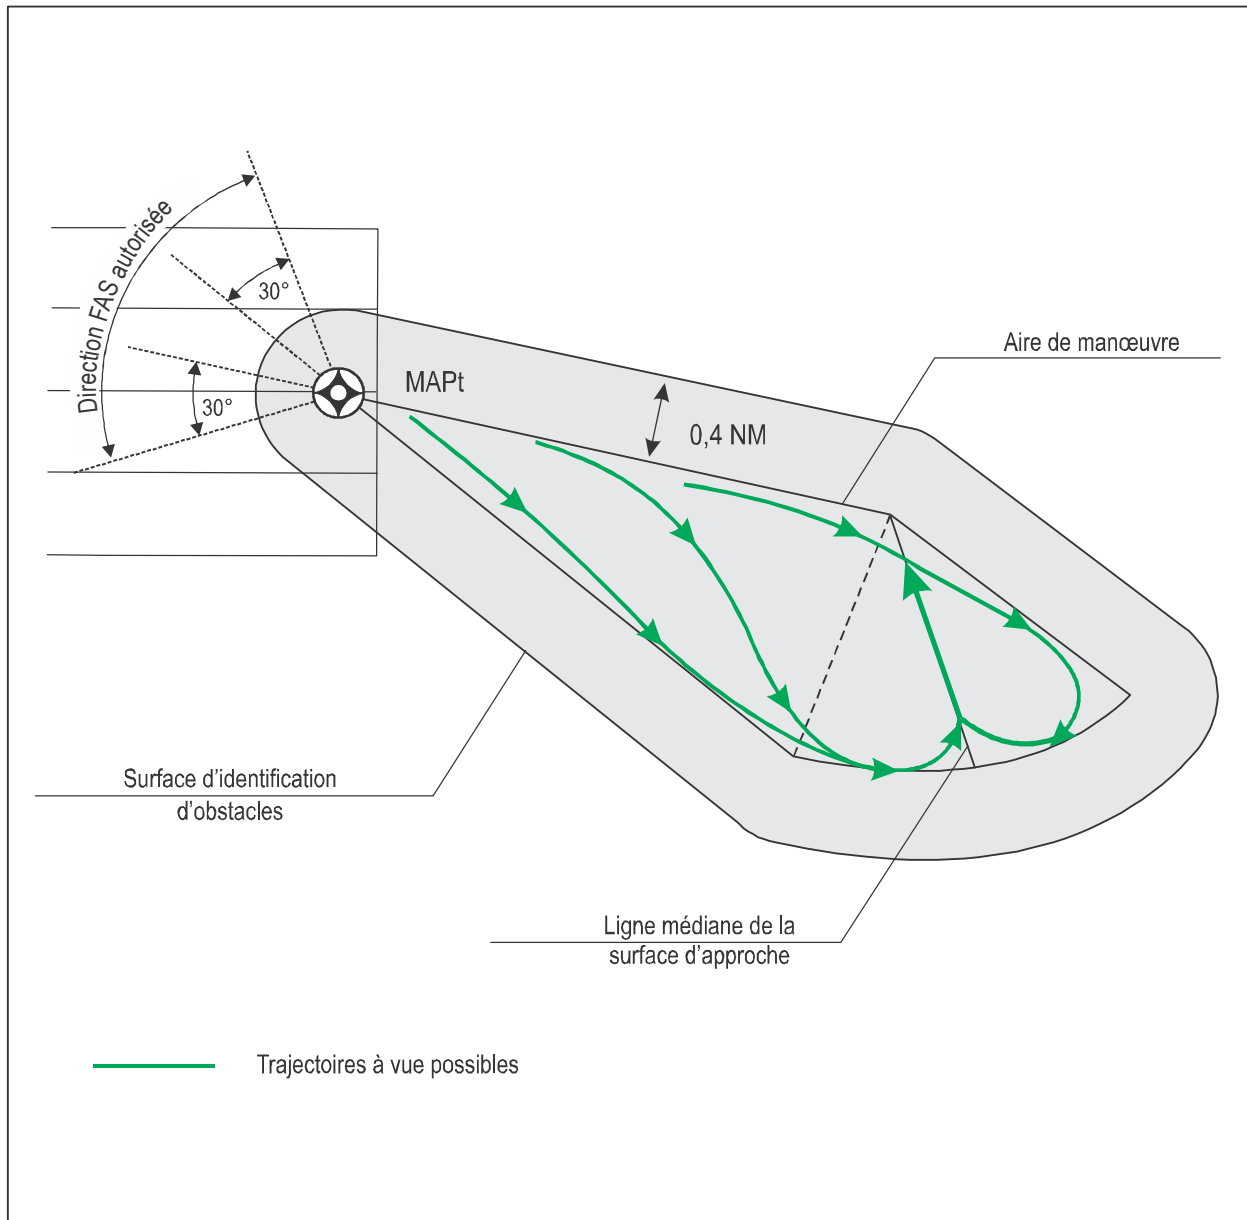 Direction FAS autorisée
30°
30°
MAPt
Aire de manœuvre
0,4 NM
Surface d'identification
d'obstacles
Ligne médiane de la
surface d'approche
Trajectoires à vue possibles